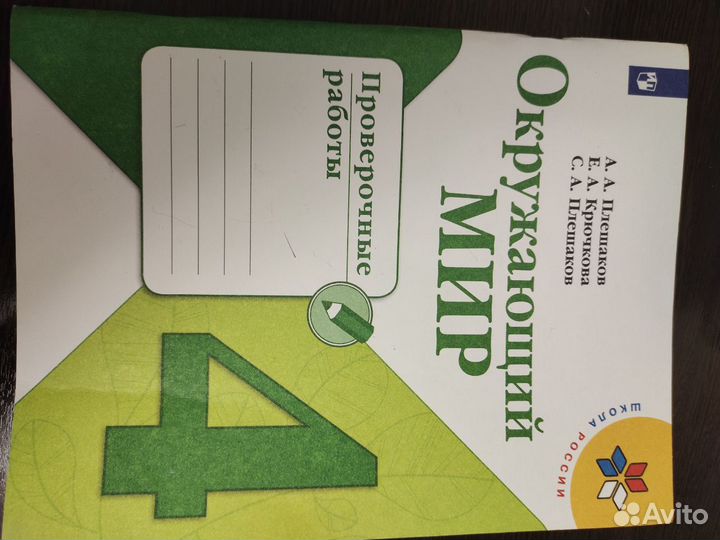 А. А. Плешаков
Е. А. Крючкова
С. А. Плешаков
ШКОЛА РОССИИ
Окружающий
МИР
Проверочные
работы
4
Avito